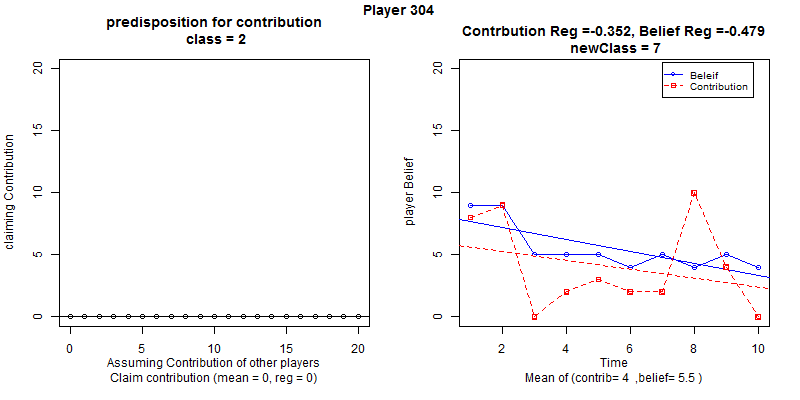 Player 304
predisposition for contribution
class = 2
claiming Contribution
20
15
10
5
0
0 5 10 15 20
Assuming Contribution of other players
Claim contribution (mean = 0, reg = 0)
Contrbution Reg =-0.352, Belief Reg =-0.479
newClass = 7
player Belief
20
15
10
5
0
Beleif
Contribution
2 4 6 8 10
Time
Mean of (contrib= 4 ,belief= 5.5 )